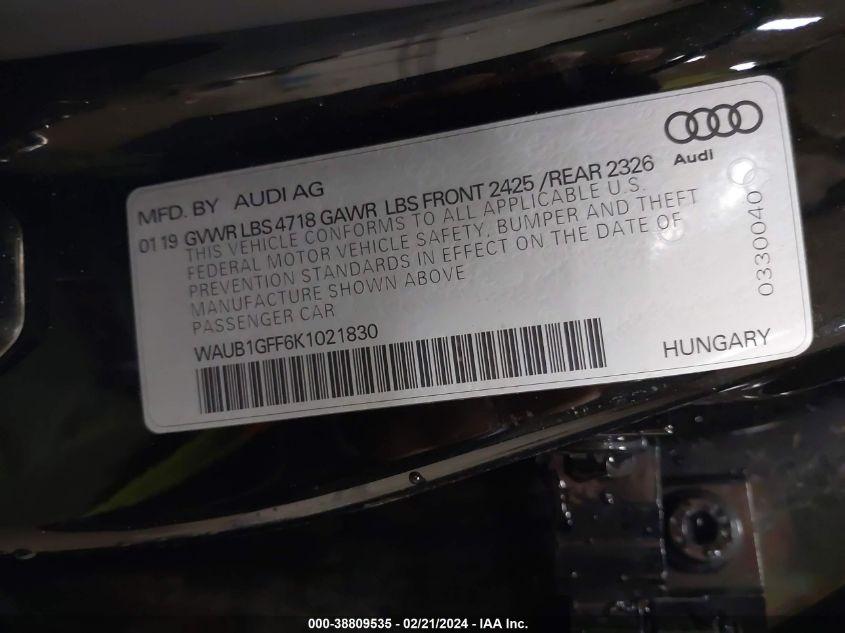 Audi
MFD. BY AUDI AG
01 19 GVWR LBS 4718 GAWR LBS FRONT 2425 /REAR 2326
THIS VEHICLE CONFORMS TO ALL APPLICABLE U.S.
FEDERAL MOTOR VEHICLE SAFETY, BUMPER AND THEFT
PREVENTION STANDARDS IN EFFECT ON THE DATE OF
MANUFACTURE SHOWN ABOVE
PASSENGER CAR
WAUB1GFF6K1021830
HUNGARY
0330040
000-38809535 - 02/21/2024 - IAA Inc.